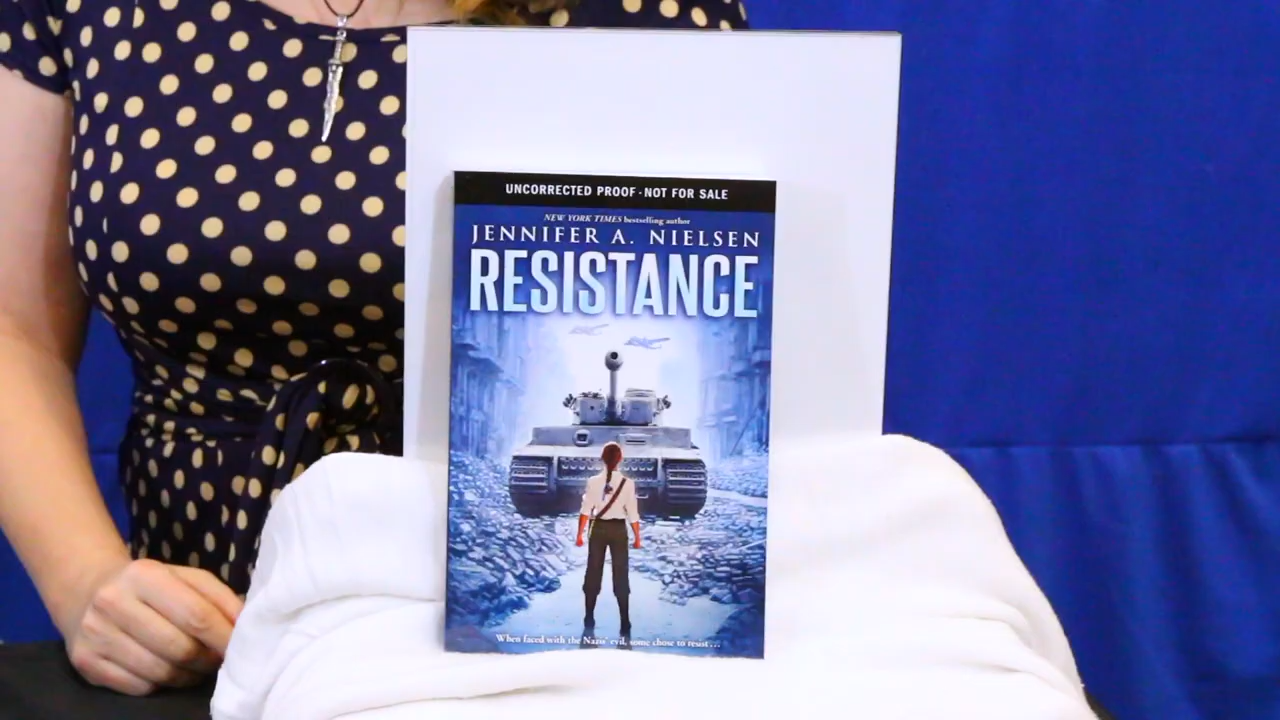 UNCORRECTED PROOF · NOT FOR SALE
NEW YORK TIMES bestselling author
JENNIFER A. NIELSEN
RESISTANCE
When faced with the Nazis' evil, some chose to resist . . .